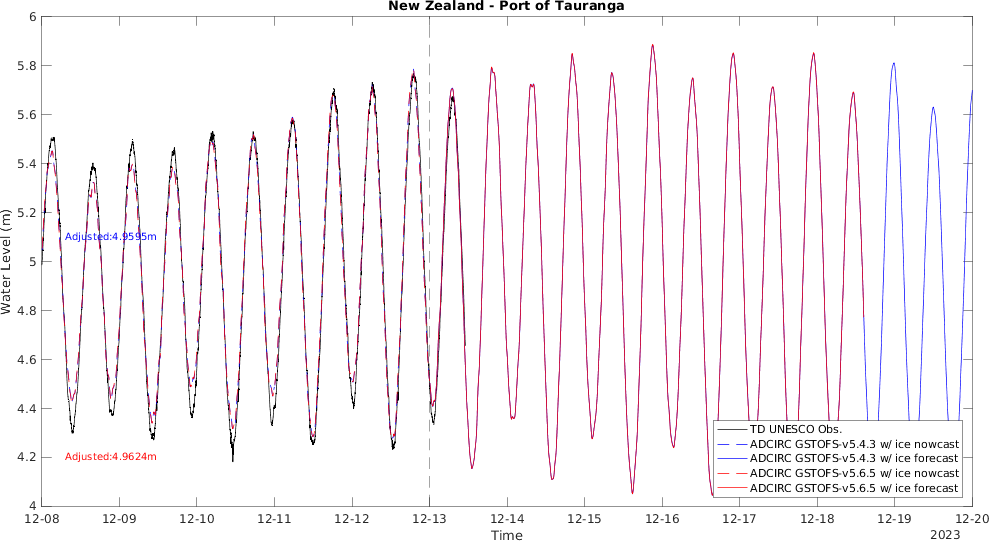 New Zealand - Port of Tauranga
6
5.8
5.6
5.4
5.2
5
4.8
4.6
4.4
4.2
4
Water Level (m)
Adjusted:4.9595m
Adjusted:4.9624m
TD UNESCO Obs.
ADCIRC GSTOFS-v5.4.3 w/ ice nowcast
ADCIRC GSTOFS-v5.4.3 w/ ice forecast
ADCIRC GSTOFS-v5.6.5 w/ ice nowcast
ADCIRC GSTOFS-v5.6.5 w/ ice forecast
12-08 12-09 12-10 12-11 12-12 12-13 12-14 12-15 12-16 12-17 12-18 12-19 12-20
Time
2023